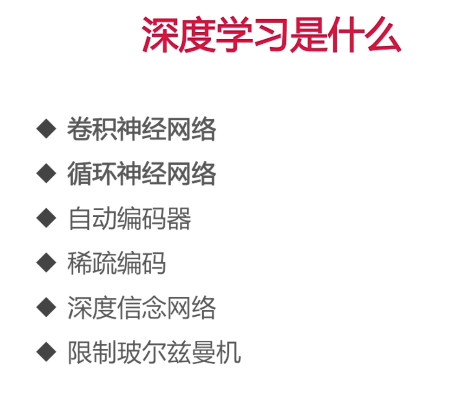 深度学习是什么
卷积神经网络
循环神经网络
自动编码器
稀疏编码
深度信念网络
限制玻尔兹曼机